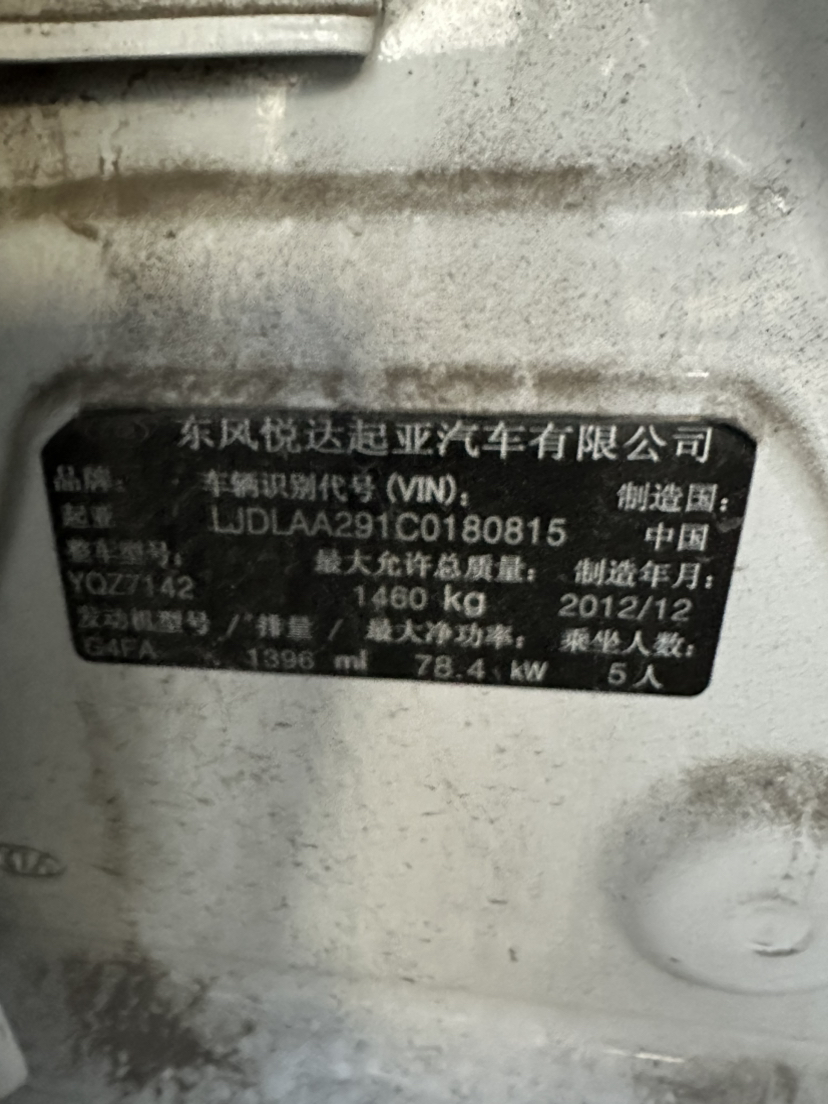 东风悦达起亚汽车有限公司
品牌： 车辆识别代号 (VIN)： 制造国：
起亚 LJDLAA291C0180815 中国
整车型号： 最大允许总质量： 制造年月：
YQZ7142 1460 kg 2012/12
发动机型号 / 排量 / 最大净功率： 乘坐人数：
G4FA 1396 ml 78.4 kW 5人
KIA